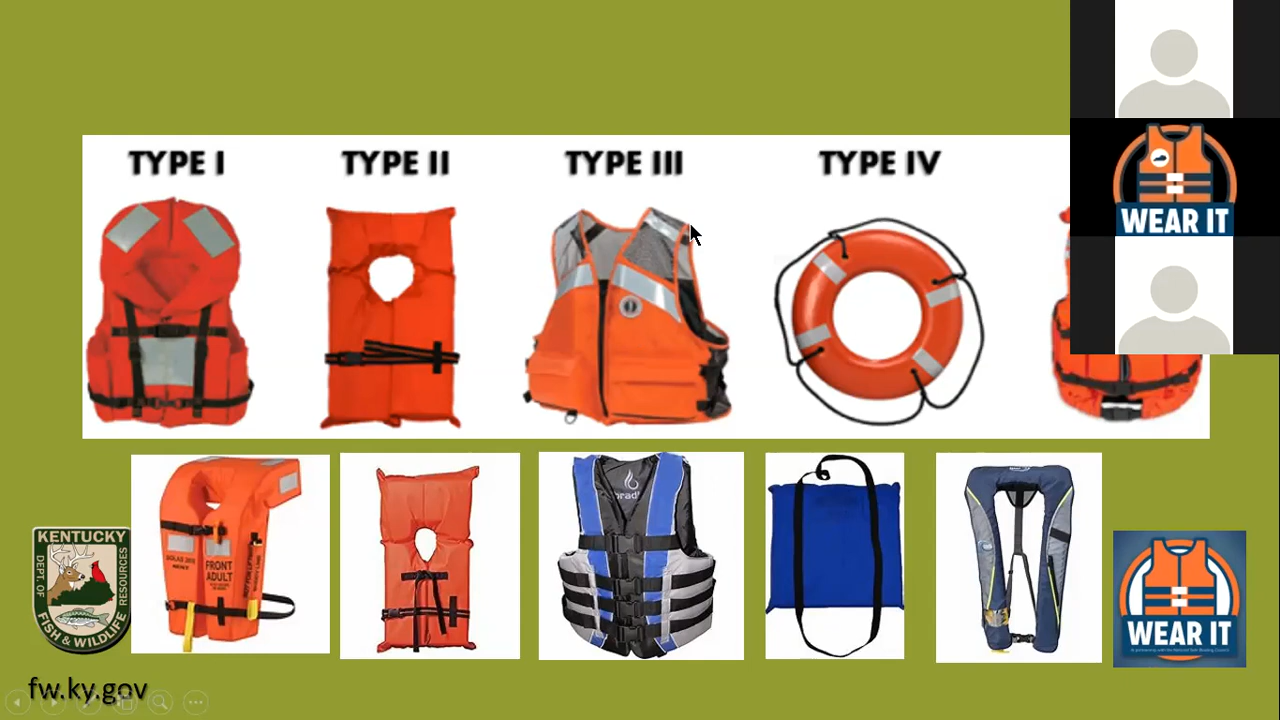 TYPE I
TYPE II
TYPE III
TYPE IV
WEAR IT
FRONT
ADULT
KENTUCKY
DEPT. OF
FISH & WILDLIFE
RESOURCES
WEAR IT
fw.ky.gov